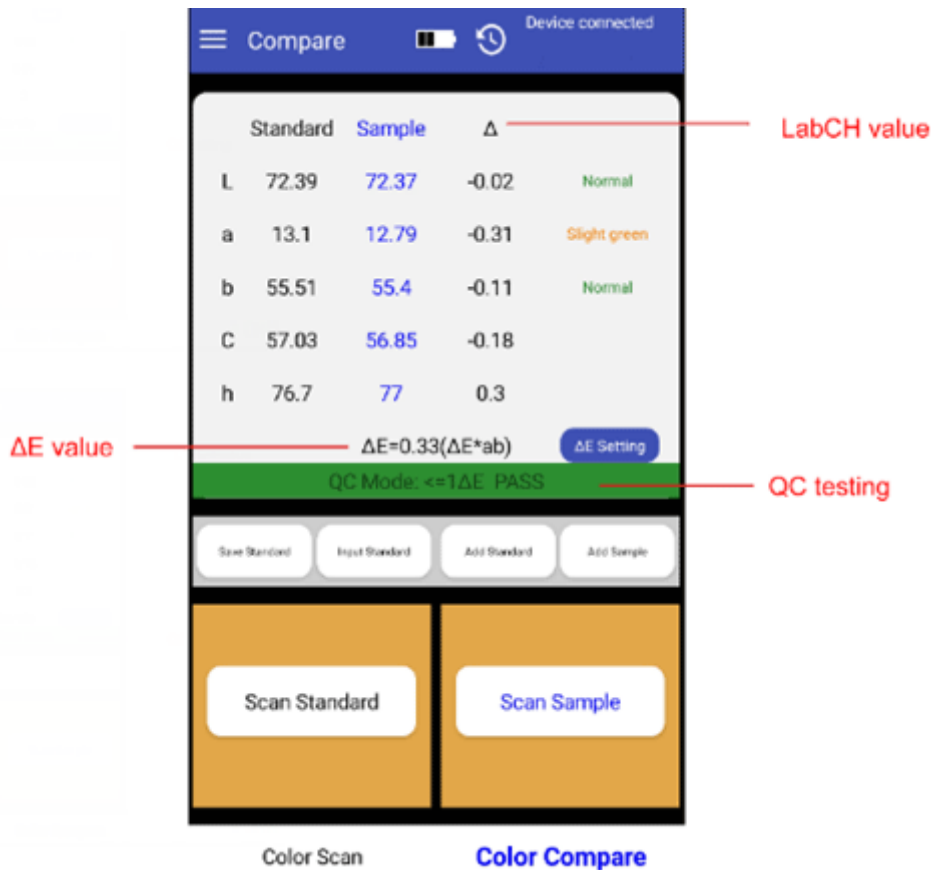 Compare
Device connected
Standard Sample Δ
LabCH value
L 72.39 72.37 -0.02 Normal
a 13.1 12.79 -0.31 Slight green
b 55.51 55.4 -0.11 Normal
C 57.03 56.85 -0.18
h 76.7 77 0.3
ΔE value
ΔE=0.33(ΔE*ab)
ΔE Setting
QC Mode: <=1ΔE PASS
QC testing
Save Standard
Input Standard
Add Standard
Add Sample
Scan Standard
Scan Sample
Color Scan
Color Compare